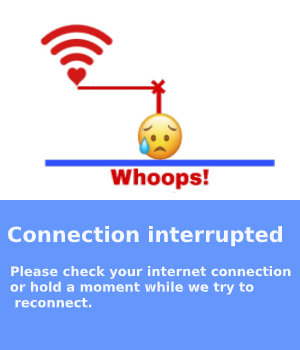 Whoops!
Connection interrupted
Please check your internet connection
or hold a moment while we try to
reconnect.